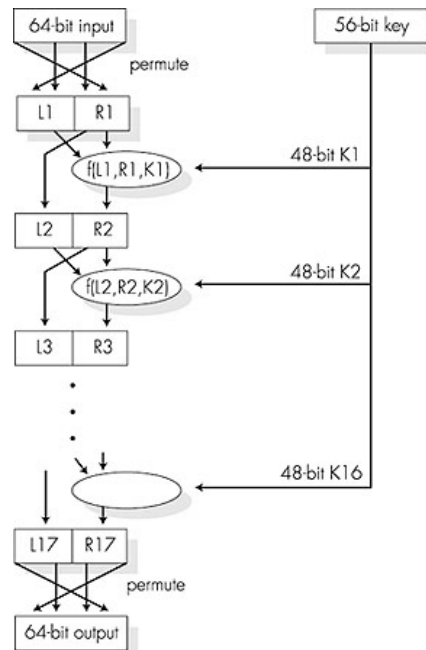 64-bit input
56-bit key
permute
L1 R1
f(L1,R1,K1)
48-bit K1
L2 R2
f(L2,R2,K2)
48-bit K2
L3 R3
48-bit K16
L17 R17
permute
64-bit output